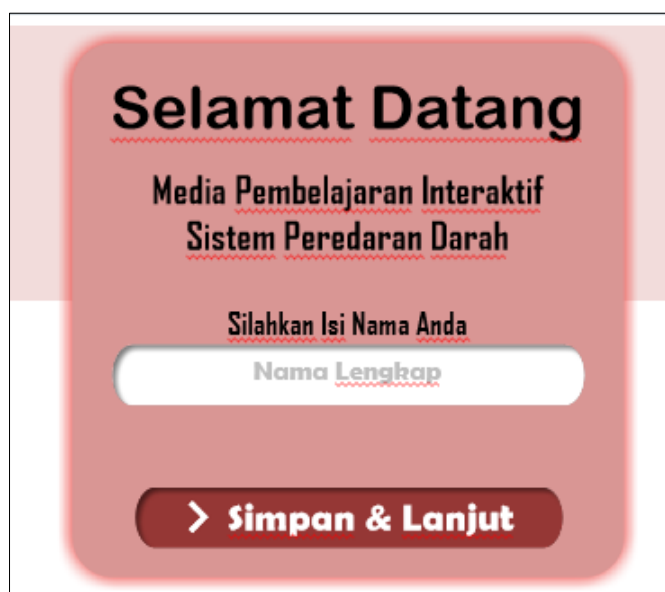 Selamat Datang
Media Pembelajaran Interaktif
Sistem Peredaran Darah
Silahkan Isi Nama Anda
Nama Lengkap
> Simpan & Lanjut